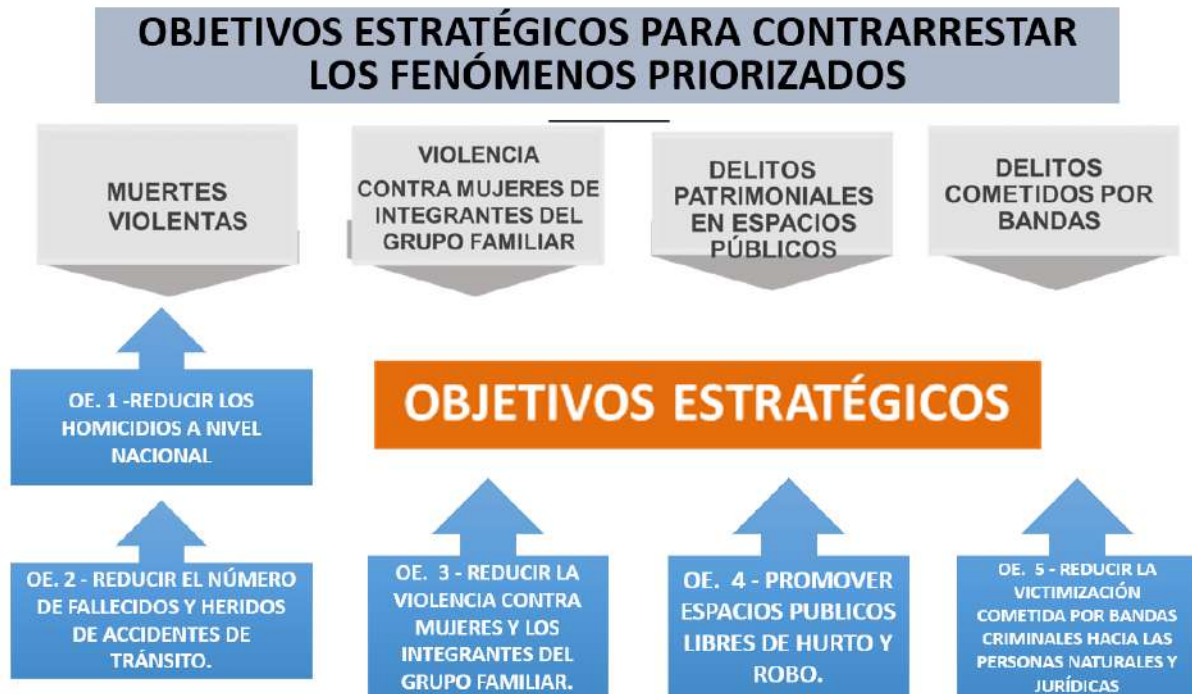 OBJETIVOS ESTRATÉGICOS PARA CONTRARRESTAR
LOS FENÓMENOS PRIORIZADOS
MUERTES
VIOLENTAS
VIOLENCIA
CONTRA MUJERES DE
INTEGRANTES DEL
GRUPO FAMILIAR
DELITOS
PATRIMONIALES
EN ESPACIOS
PÚBLICOS
DELITOS
COMETIDOS POR
BANDAS
OE. 1 -REDUCIR LOS
HOMICIDIOS A NIVEL
NACIONAL
OBJETIVOS ESTRATÉGICOS
OE. 2 - REDUCIR EL NÚMERO
DE FALLECIDOS Y HERIDOS
DE ACCIDENTES DE
TRÁNSITO.
OE. 3 - REDUCIR LA
VIOLENCIA CONTRA
MUJERES Y LOS
INTEGRANTES DEL
GRUPO FAMILIAR.
OE. 4 - PROMOVER
ESPACIOS PUBLICOS
LIBRES DE HURTO Y
ROBO.
OE. 5 - REDUCIR LA
VICTIMIZACIÓN
COMETIDA POR BANDAS
CRIMINALES HACIA LAS
PERSONAS NATURALES Y
JURÍDICAS